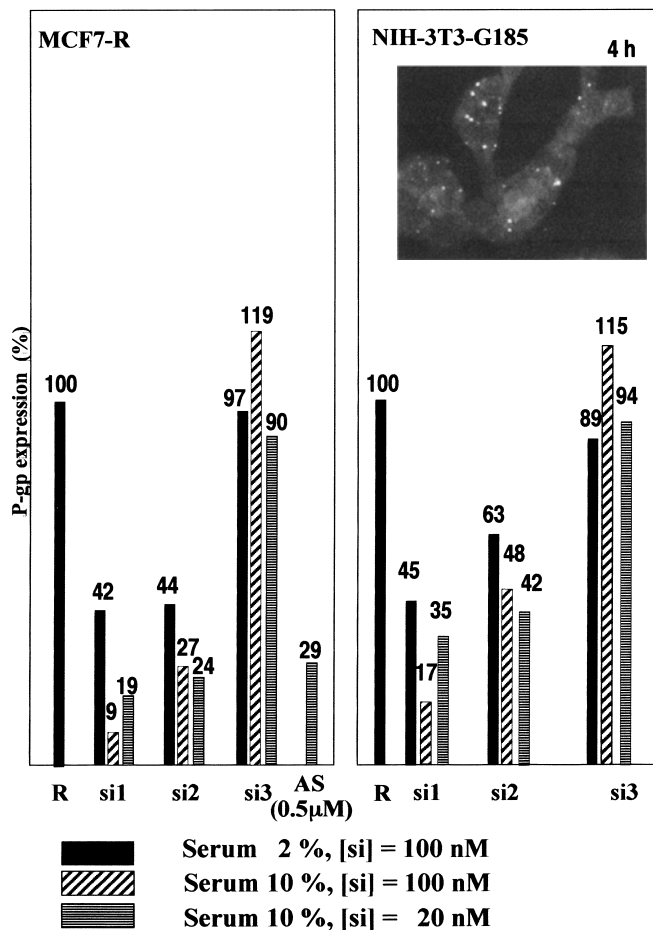 MCF7-R
NIH-3T3-G185
4 h
P-gp expression (%)
100
42
9
19
44
27
24
97
119
90
29
100
45
17
35
63
48
42
89
115
94
R si1 si2 si3 AS
(0.5μM)
R si1 si2 si3
Serum 2 %, [si] = 100 nM
Serum 10 %, [si] = 100 nM
Serum 10 %, [si] = 20 nM